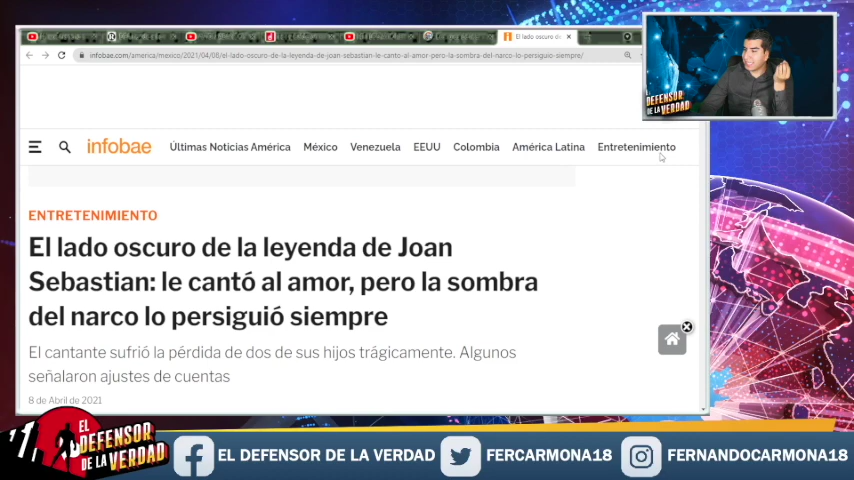 El lado oscuro de
infobae.com/america/mexico/2021/04/08/el-lado-oscuro-de-la-leyenda-de-joan-sebastian-le-canto-al-amor-pero-la-sombra-del-narco-lo-persiguio-siempre/
EL DEFENSOR
DE LA VERDAD
infobae Últimas Noticias América México Venezuela EEUU Colombia América Latina Entretenimiento
ENTRETENIMIENTO
El lado oscuro de la leyenda de Joan
Sebastian: le cantó al amor, pero la sombra
del narco lo persiguió siempre
El cantante sufrió la pérdida de dos de sus hijos trágicamente. Algunos
señalaron ajustes de cuentas
8 de Abril de 2021
EL
DEFENSOR
DE LA VERDAD
EL DEFENSOR DE LA VERDAD FERCARMONA18 FERNANDOCARMONA18